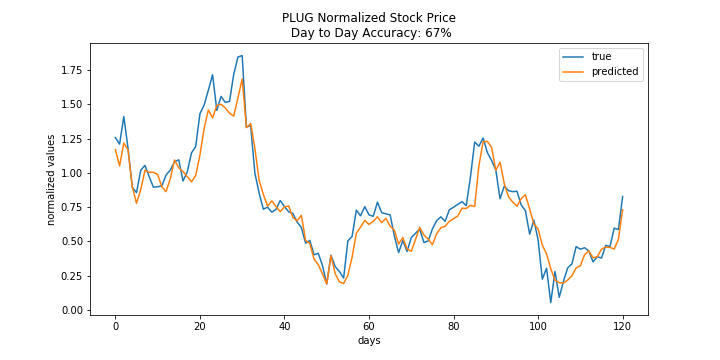 PLUG Normalized Stock Price
Day to Day Accuracy: 67%
true
predicted
normalized values
1.75
1.50
1.25
1.00
0.75
0.50
0.25
0.00
0 20 40 60 80 100 120
days